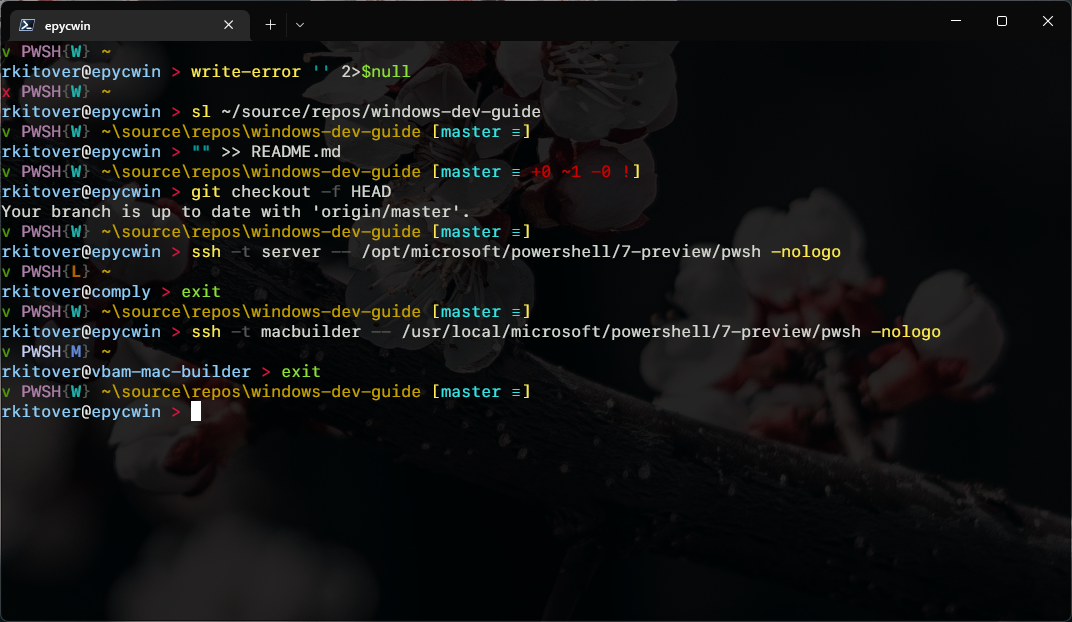 epycwin
v PWSH{W} ~
rkitover@epycwin > write-error '' 2>$null
x PWSH{W} ~
rkitover@epycwin > sl ~/source/repos/windows-dev-guide
v PWSH{W} ~\source\repos\windows-dev-guide [master ≡]
rkitover@epycwin > "" >> README.md
v PWSH{W} ~\source\repos\windows-dev-guide [master ≡ +0 ~1 -0 !]
rkitover@epycwin > git checkout -f HEAD
Your branch is up to date with 'origin/master'.
v PWSH{W} ~\source\repos\windows-dev-guide [master ≡]
rkitover@epycwin > ssh -t server -- /opt/microsoft/powershell/7-preview/pwsh -nologo
v PWSH{L} ~
rkitover@comply > exit
v PWSH{W} ~\source\repos\windows-dev-guide [master ≡]
rkitover@epycwin > ssh -t macbuilder -- /usr/local/microsoft/powershell/7-preview/pwsh -nologo
v PWSH{M} ~
rkitover@vbam-mac-builder > exit
v PWSH{W} ~\source\repos\windows-dev-guide [master ≡]
rkitover@epycwin >